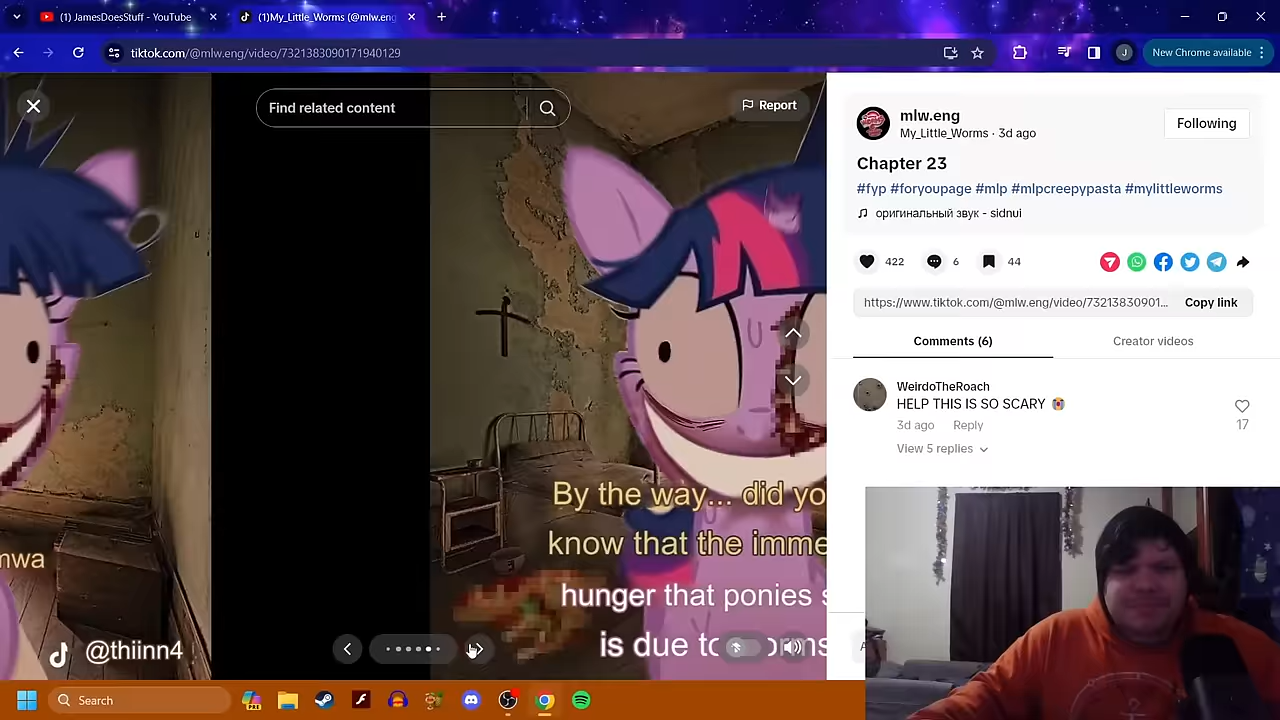 (1) JamesDoesStuff - YouTube
(1)My_Little_Worms (@mlw.eng
tiktok.com/@mlw.eng/video/7321383090171940129
New Chrome available
J
Find related content
Report
mlw.eng
My_Little_Worms · 3d ago
Following
Chapter 23
#fyp #foryoupage #mlp #mlpcreepypasta #mylittleworms
оригинальный звук - sidnui
422
6
44
https://www.tiktok.com/@mlw.eng/video/73213830901...
Copy link
Comments (6)
Creator videos
WeirdoTheRoach
HELP THIS IS SO SCARY
3d ago
Reply
17
View 5 replies
By the way... did yo
know that the imme
hunger that ponies s
is due to
mwa
@thiinn4
Search
PRE